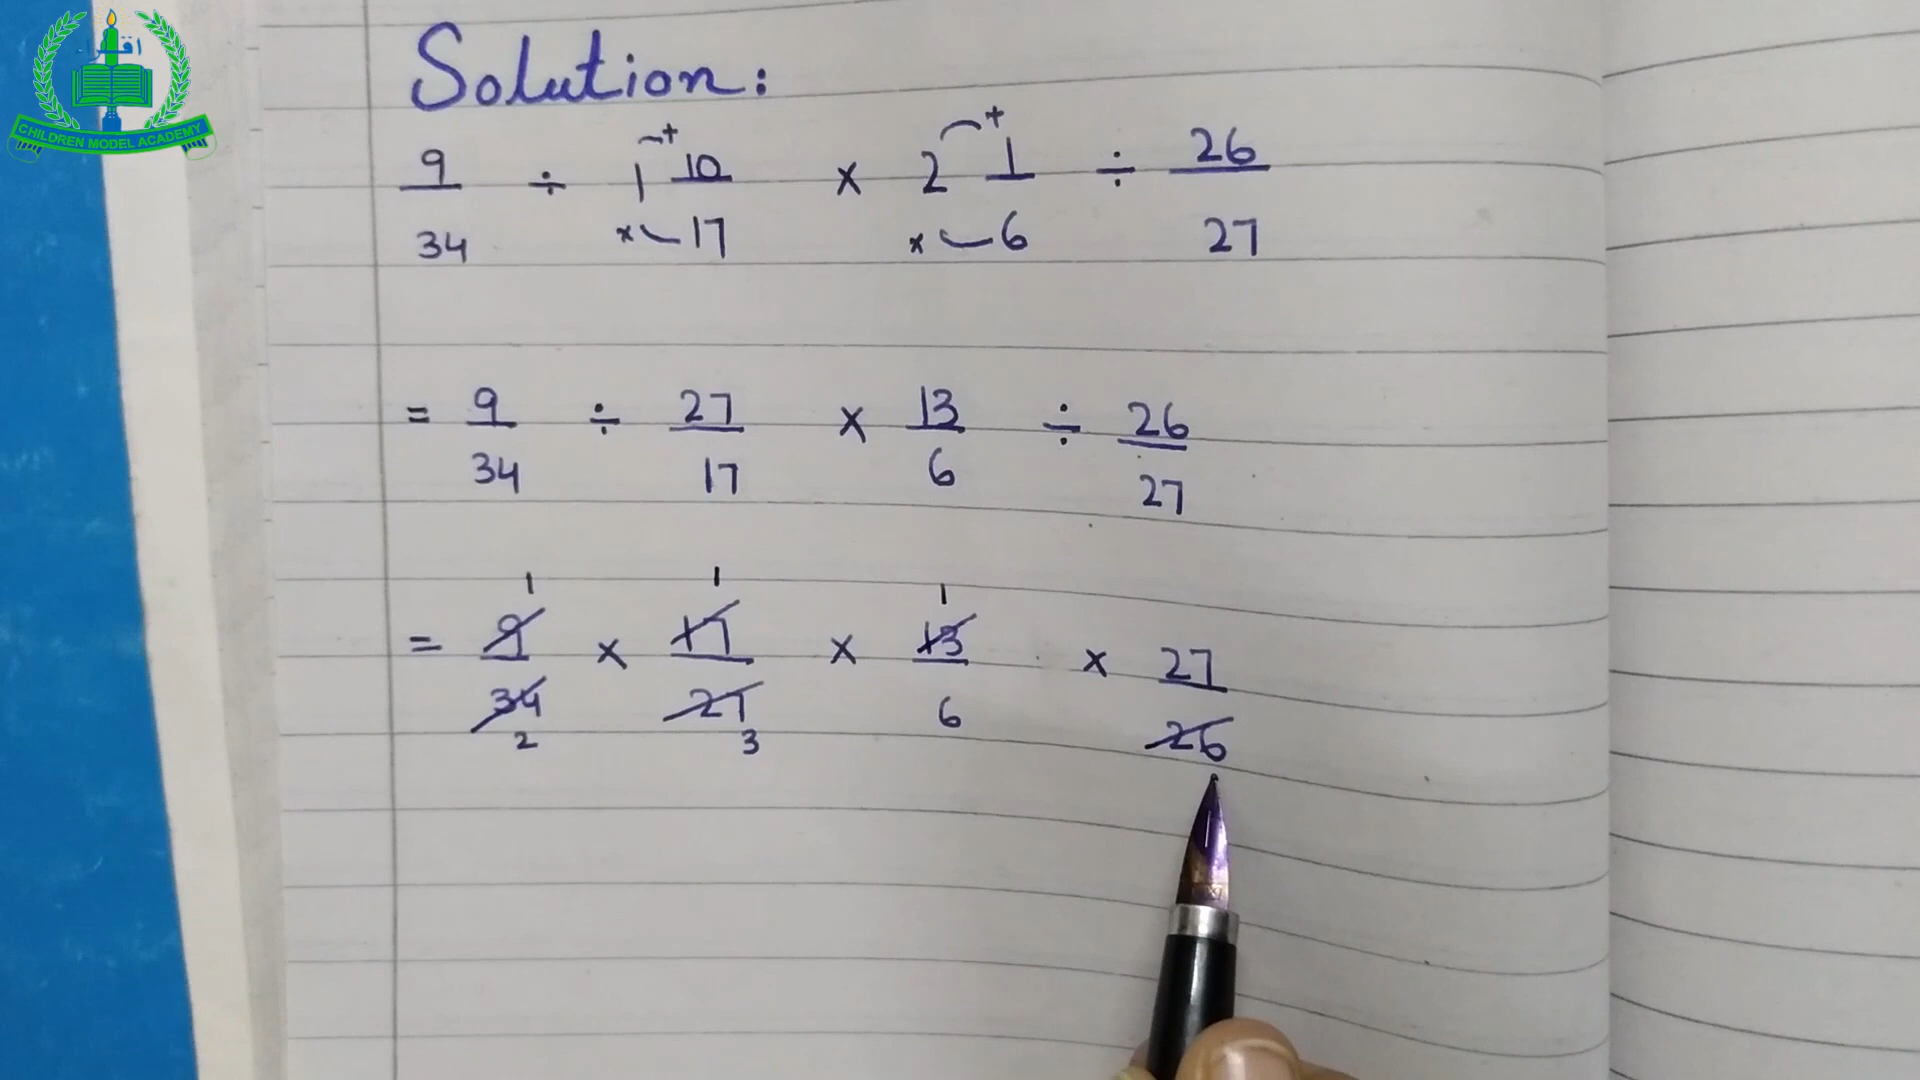 اقراء
CHILDREN MODEL ACADEMY
Solution:
9/34 ÷ 1 10/17 × 2 1/6 ÷ 26/27
= 9/34 ÷ 27/17 × 13/6 ÷ 26/27
1 1 1
= 9/34 × 17/27 × 13/6 × 27/26
2 3